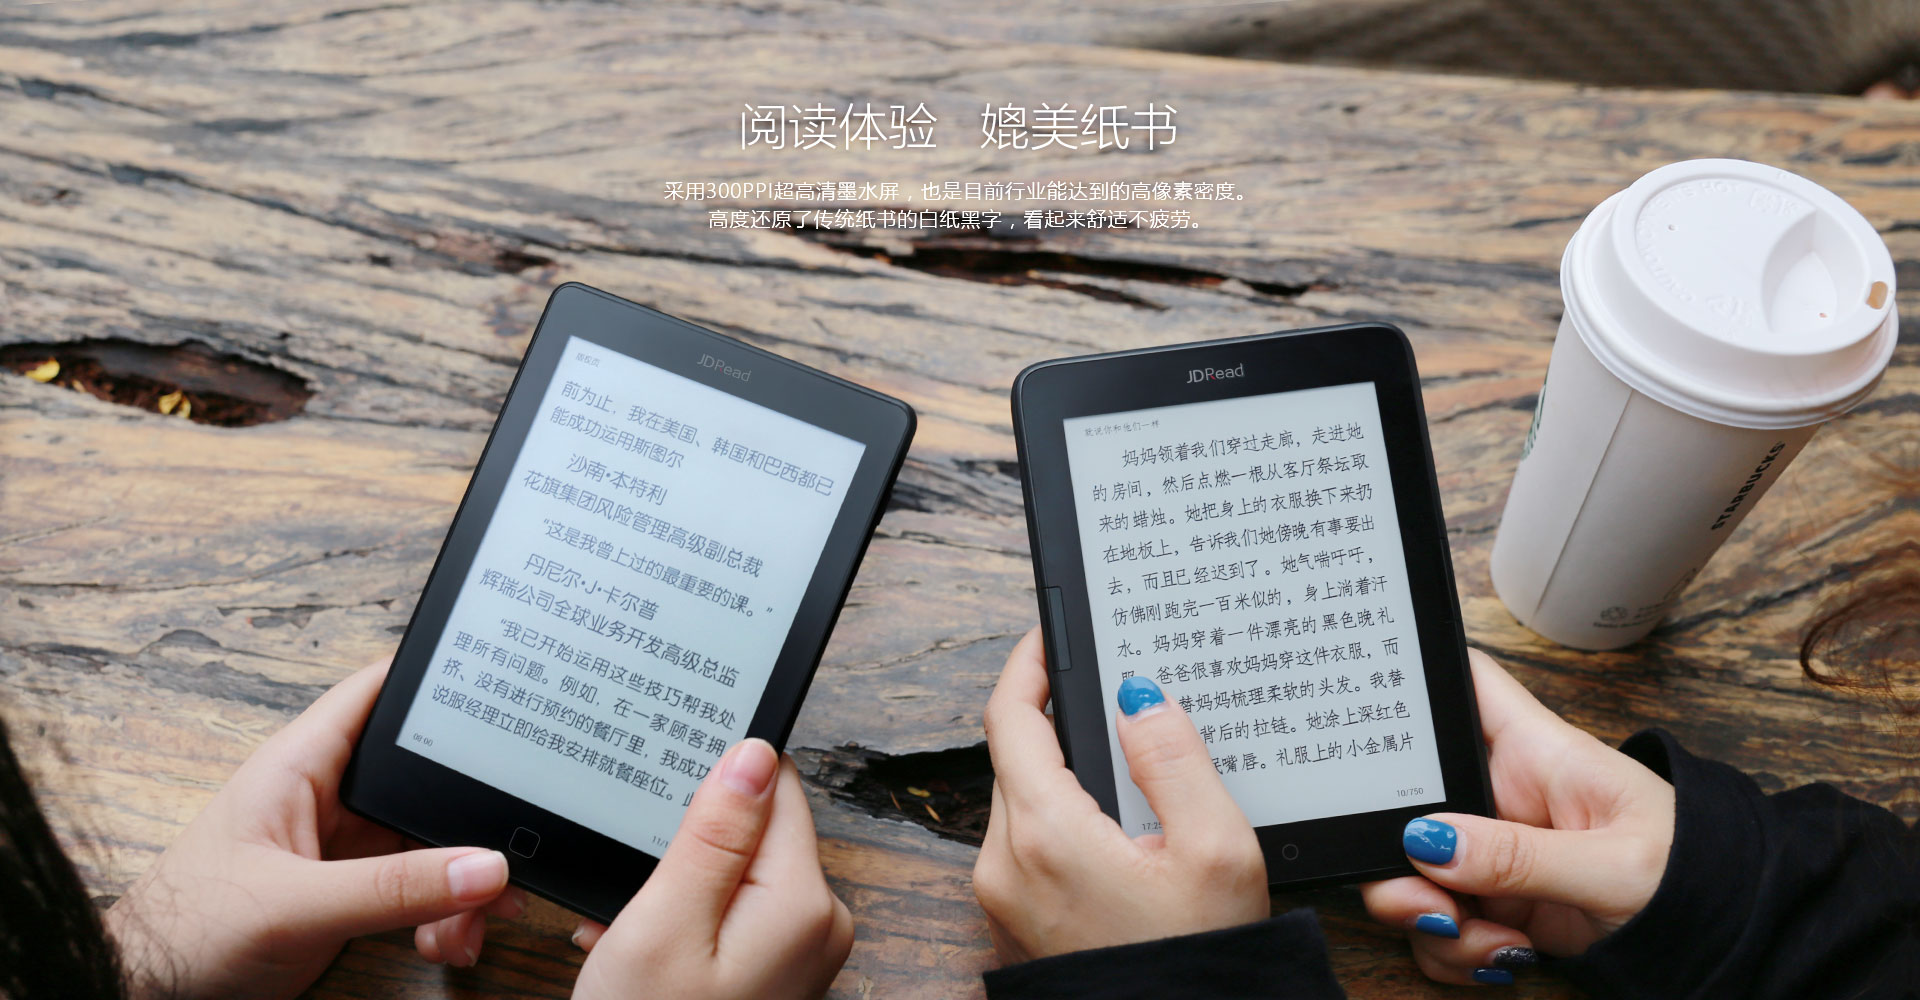 阅读体验 媲美纸书
采用300PPI超高清墨水屏，也是目前行业能达到的高像素密度。
高度还原了传统纸书的白纸黑字，看起来舒适不疲劳。
JDRead
版权页
前为止，我在美国、韩国和巴西都已
能成功运用斯图尔
沙南·本特利
花旗集团风险管理高级副总裁
“这是我曾上过的最重要的课。”
丹尼尔·J·卡尔普
辉瑞公司全球业务开发高级总监
“我已开始运用这些技巧帮我处
理所有问题。例如，在一家顾客拥
挤、没有进行预约的餐厅里，我成功
说服经理立即给我安排就餐座位。
08:00
JDRead
就说你和他们一样
妈妈领着我们穿过走廊，走进她
的房间，然后点燃一根从客厅祭坛取
来的蜡烛。她把身上的衣服换下来扔
在地板上，告诉我们她傍晚有事要出
去，而且已经迟到了。她气喘吁吁，
仿佛刚跑完一百米似的，身上淌着汗
水。妈妈穿着一件漂亮的黑色晚礼
服，爸爸很喜欢妈妈穿这件衣服，而
替妈妈梳理柔软的头发。我替
背后的拉链。她涂上深红色
嘴唇。礼服上的小金属片
17:25
10/750
STARBUCKS